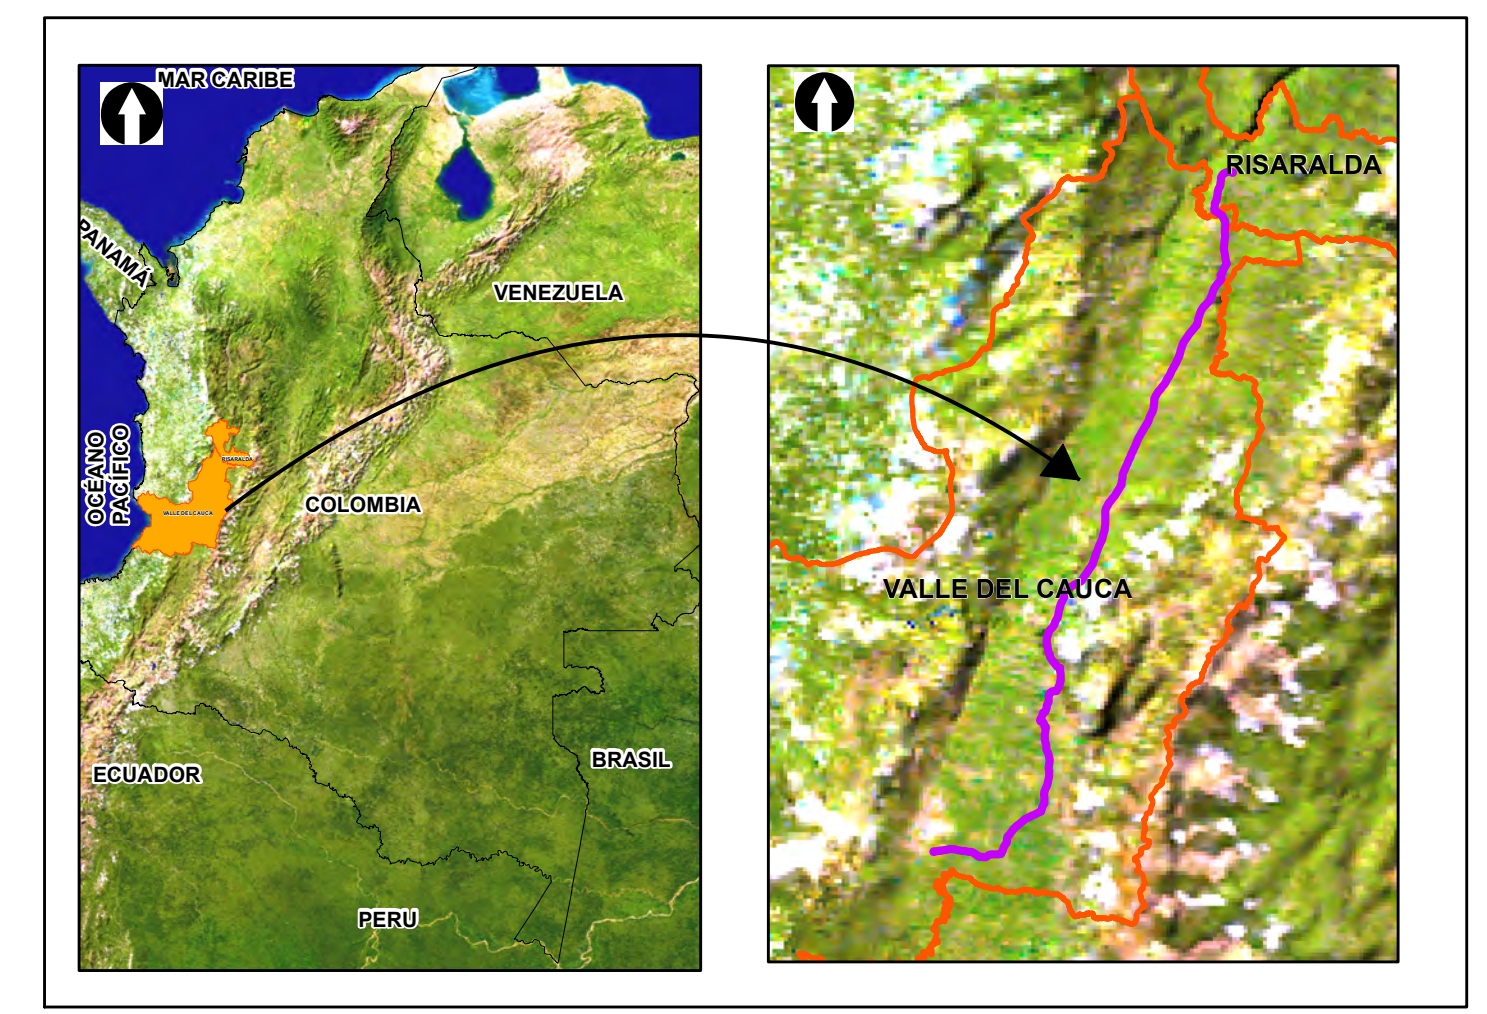 MAR CARIBE
PANAMÁ
VENEZUELA
OCÉANO
PACÍFICO
RISARALDA
COLOMBIA
VALLE DEL CAUCA
BRASIL
ECUADOR
PERU
RISARALDA
VALLE DEL CAUCA